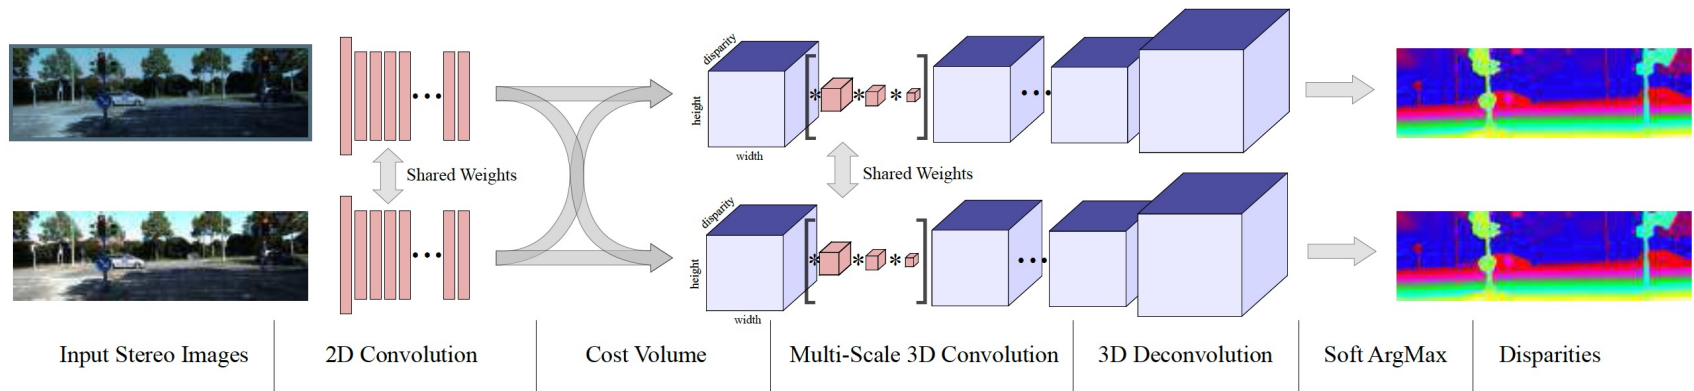 disparity
height
width
Shared Weights
Shared Weights
disparity
height
width
Input Stereo Images
2D Convolution
Cost Volume
Multi-Scale 3D Convolution
3D Deconvolution
Soft ArgMax
Disparities